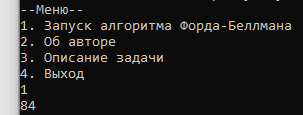 --Меню--
1. Запуск алгоритма Форда-Беллмана
2. Об авторе
3. Описание задачи
4. Выход
1
84